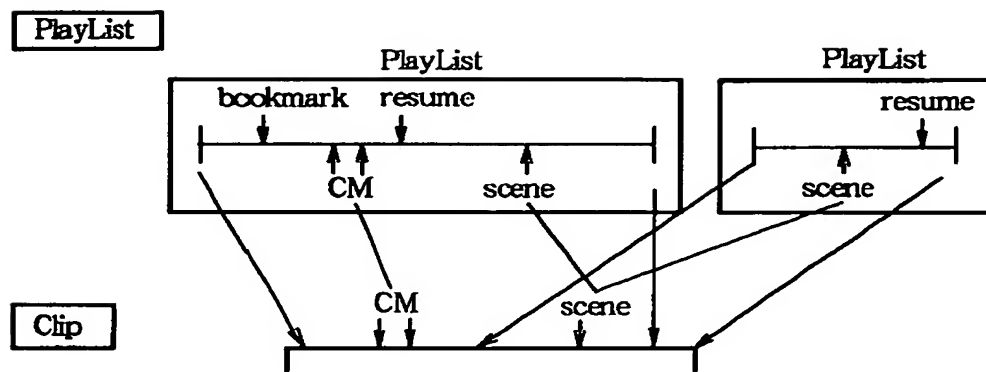 PlayList
PlayList
PlayList
bookmark resume
resume
CM
scene
scene
CM
scene
Clip